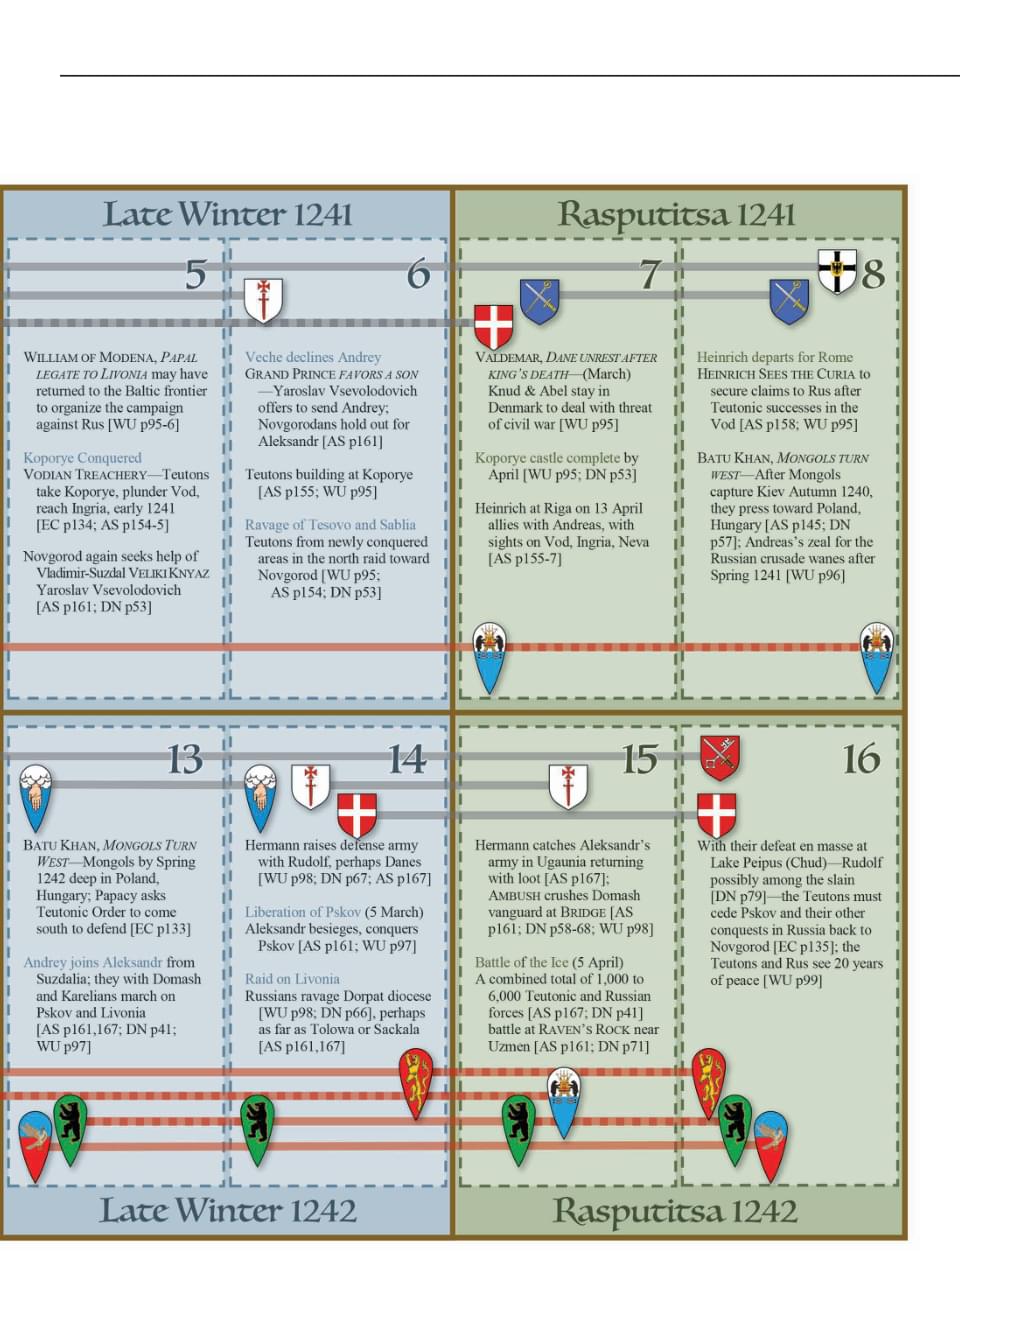 Late Winter 1241
5
WILLIAM OF MODENA, PAPAL
LEGATE TO LIVONIA may have
returned to the Baltic frontier
to organize the campaign
against Rus [WU p95-6]
Koporye Conquered
VODIAN TREACHERY—Teutons
take Koporye, plunder Vod,
reach Ingria, early 1241
[EC p134; AS p154-5]
Novgorod again seeks help of
Vladimir-Suzdal VELIKI KNYAZ
Yaroslav Vsevolodovich
[AS p161; DN p53]
6
Veche declines Andrey
GRAND PRINCE FAVORS A SON
—Yaroslav Vsevolodovich
offers to send Andrey;
Novgorodans hold out for
Aleksandr [AS p161]
Teutons building at Koporye
[AS p155; WU p95]
Ravage of Tesovo and Sablia
Teutons from newly conquered
areas in the north raid toward
Novgorod [WU p95;
AS p154; DN p53]
Rasputitsa 1241
7
VALDEMAR, DANE UNREST AFTER
KING'S DEATH—(March)
Knud & Abel stay in
Denmark to deal with threat
of civil war [WU p95]
Koporye castle complete by
April [WU p95; DN p53]
Heinrich at Riga on 13 April
allies with Andreas, with
sights on Vod, Ingria, Neva
[AS p155-7]
8
Heinrich departs for Rome
HEINRICH SEES THE CURIA to
secure claims to Rus after
Teutonic successes in the
Vod [AS p158; WU p95]
BATU KHAN, MONGOLS TURN
WEST—After Mongols
capture Kiev Autumn 1240,
they press toward Poland,
Hungary [AS p145; DN
p57]; Andreas's zeal for the
Russian crusade wanes after
Spring 1241 [WU p96]
13
BATU KHAN, MONGOLS TURN
WEST—Mongols by Spring
1242 deep in Poland,
Hungary; Papacy asks
Teutonic Order to come
south to defend [EC p133]
Andrey joins Aleksandr from
Suzdalia; they with Domash
and Karelians march on
Pskov and Livonia
[AS p161,167; DN p41;
WU p97]
14
Hermann raises defense army
with Rudolf, perhaps Danes
[WU p98; DN p67; AS p167]
Liberation of Pskov (5 March)
Aleksandr besieges, conquers
Pskov [AS p161; WU p97]
Raid on Livonia
Russians ravage Dorpat diocese
[WU p98; DN p66], perhaps
as far as Tolowa or Sackala
[AS p161,167]
15
Hermann catches Aleksandr's
army in Ugaunia returning
with loot [AS p167];
AMBUSH crushes Domash
vanguard at BRIDGE [AS
p161; DN p58-68; WU p98]
Battle of the Ice (5 April)
A combined total of 1,000 to
6,000 Teutonic and Russian
forces [AS p167; DN p41]
battle at RAVEN'S ROCK near
Uzmen [AS p161; DN p71]
16
With their defeat en masse at
Lake Peipus (Chud)—Rudolf
possibly among the slain
[DN p79]—the Teutons must
cede Pskov and their other
conquests in Russia back to
Novgorod [EC p135]; the
Teutons and Rus see 20 years
of peace [WU p99]
Late Winter 1242
Rasputitsa 1242